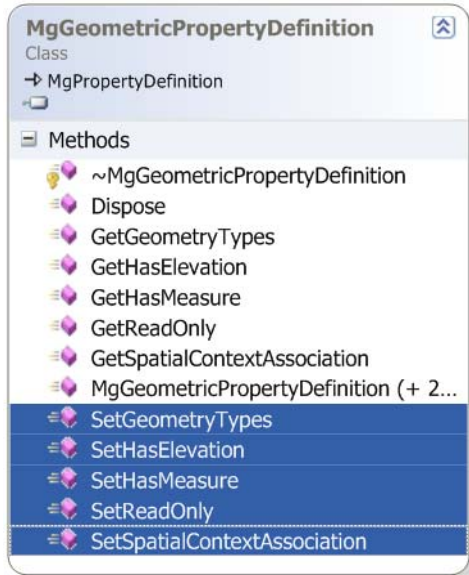 MgGeometricPropertyDefinition
Class
MgPropertyDefinition
Methods
~MgGeometricPropertyDefinition
Dispose
GetGeometryTypes
GetHasElevation
GetHasMeasure
GetReadOnly
GetSpatialContextAssociation
MgGeometricPropertyDefinition (+ 2...
SetGeometryTypes
SetHasElevation
SetHasMeasure
SetReadOnly
SetSpatialContextAssociation